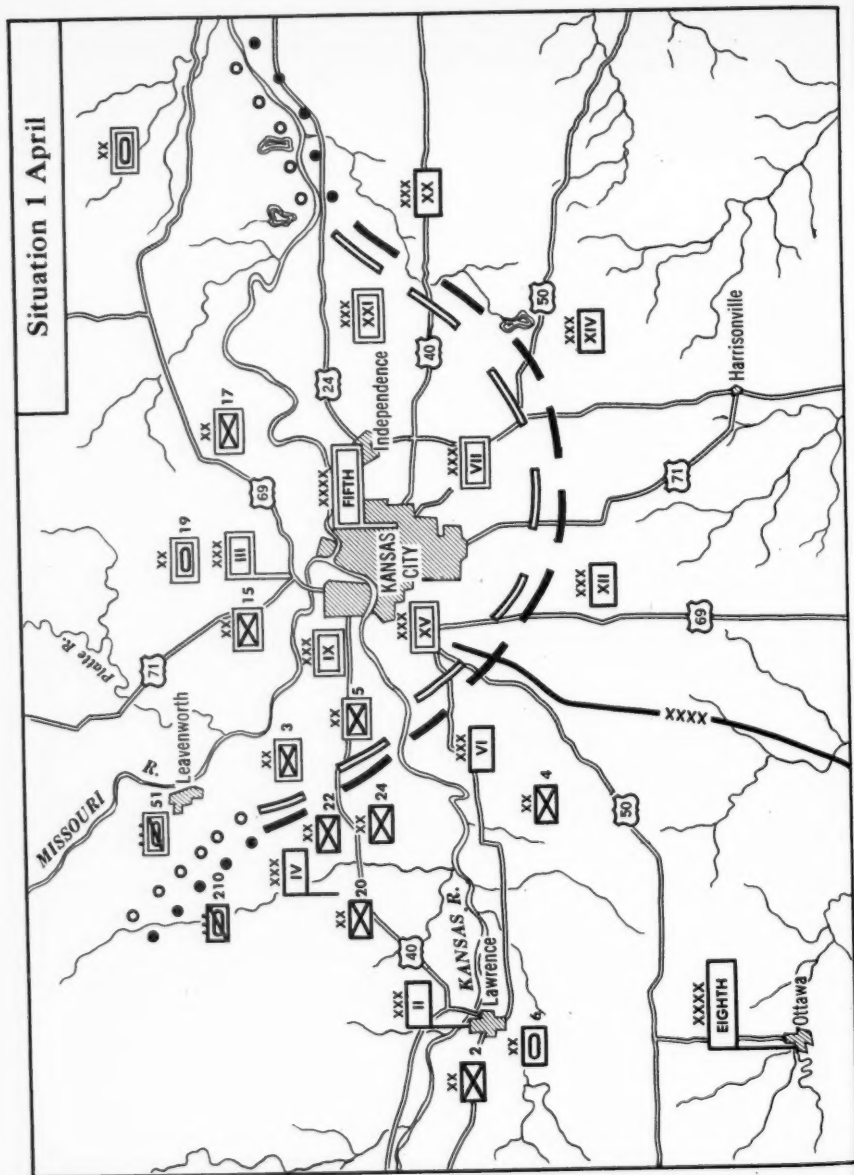 Situation 1 April
XX
XX
17
XX
19
XXX
III
XX
15
69
Platte R.
71
MISSOURI R.
Leavenworth
51
210
XX
3
XXX
IX
XX
5
XX
22
XX
24
XXX
IV
XX
20
40
XXX
II
KANSAS R.
Lawrence
XX
2
XX
6
24
XXX
XXI
XXX
XX
40
Independence
XXXX
FIFTH
KANSAS
CITY
XXX
VII
XXX
XV
XXX
VI
XX
4
50
XXX
XIV
Harrisonville
71
XXX
XII
69
XXXX
50
XXXX
EIGHTH
Ottawa